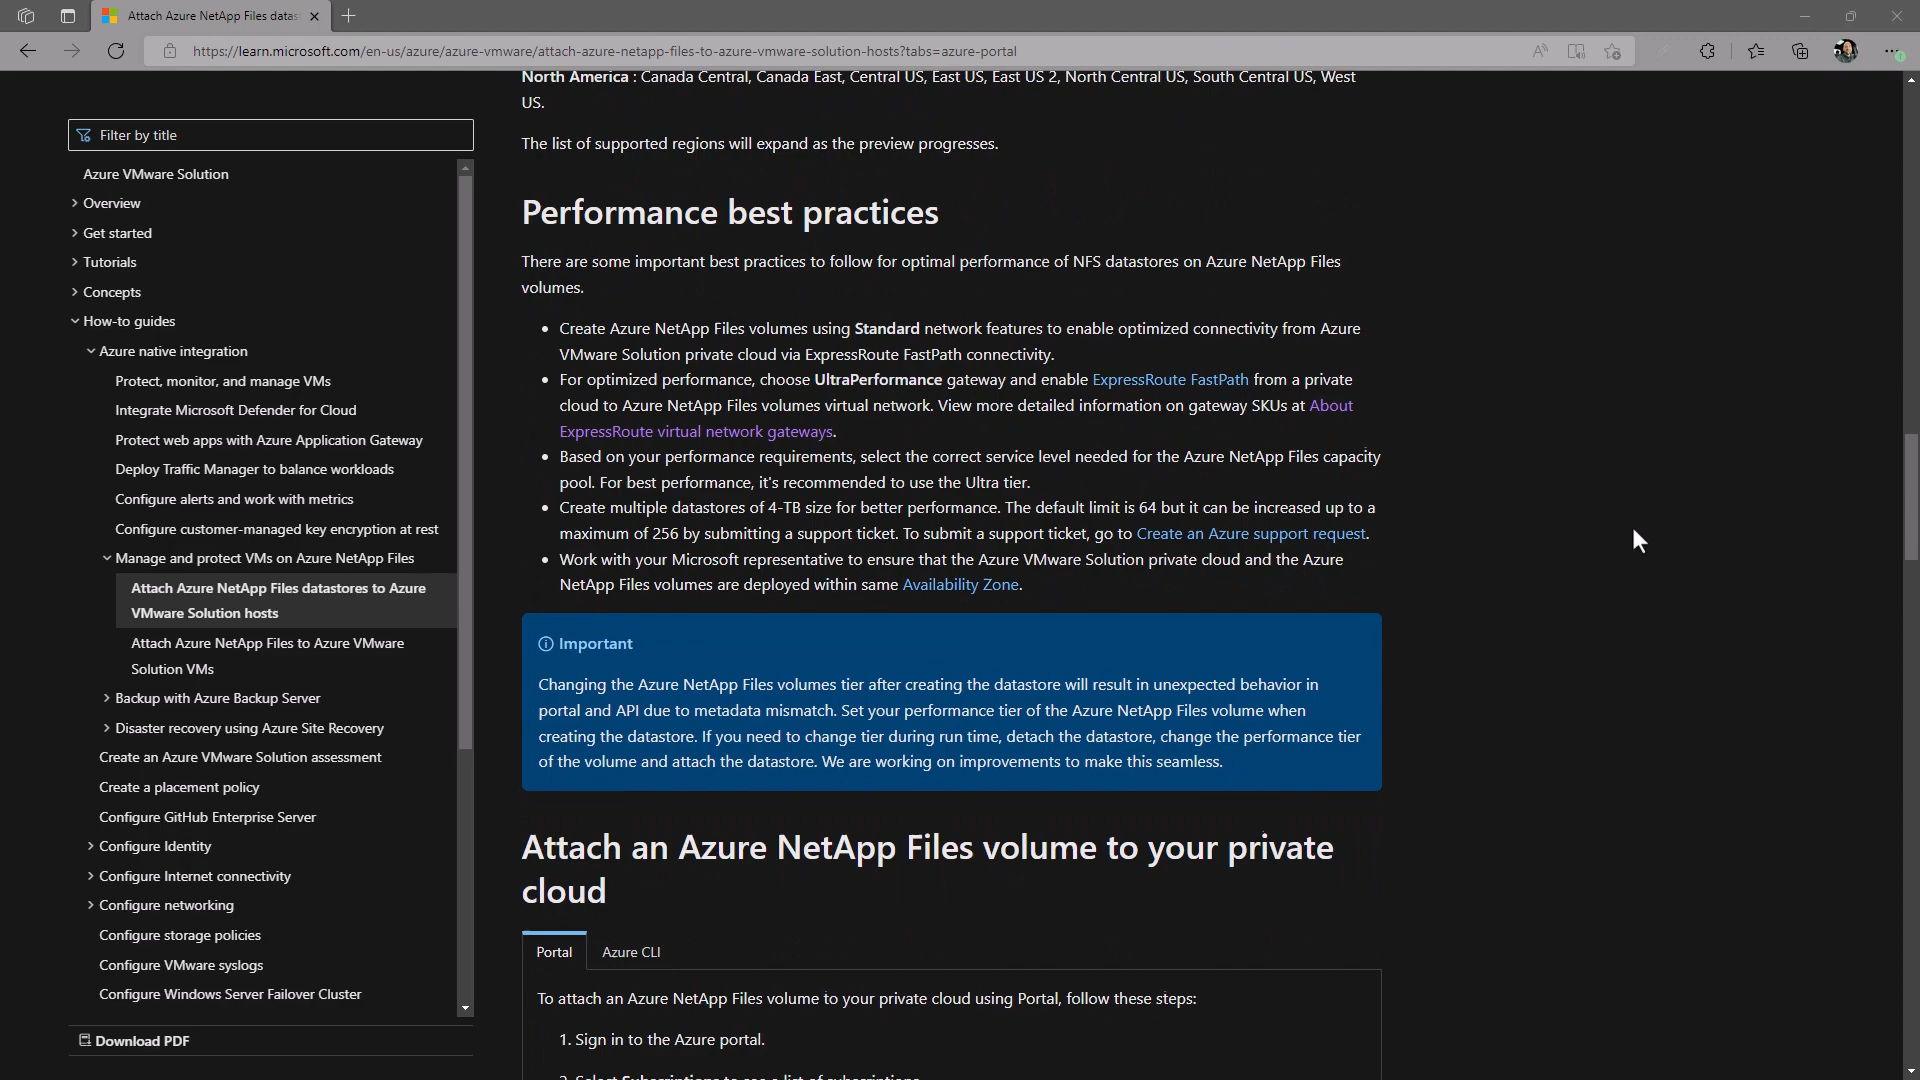 Attach Azure NetApp Files datas
https://learn.microsoft.com/en-us/azure/azure-vmware/attach-azure-netapp-files-to-azure-vmware-solution-hosts?tabs=azure-portal
Filter by title
Azure VMware Solution
Overview
Get started
Tutorials
Concepts
How-to guides
Azure native integration
Protect, monitor, and manage VMs
Integrate Microsoft Defender for Cloud
Protect web apps with Azure Application Gateway
Deploy Traffic Manager to balance workloads
Configure alerts and work with metrics
Configure customer-managed key encryption at rest
Manage and protect VMs on Azure NetApp Files
Attach Azure NetApp Files datastores to Azure
VMware Solution hosts
Attach Azure NetApp Files to Azure VMware
Solution VMs
Backup with Azure Backup Server
Disaster recovery using Azure Site Recovery
Create an Azure VMware Solution assessment
Create a placement policy
Configure GitHub Enterprise Server
Configure Identity
Configure Internet connectivity
Configure networking
Configure storage policies
Configure VMware syslogs
Configure Windows Server Failover Cluster
Download PDF
North America : Canada Central, Canada East, Central US, East US, East US 2, North Central US, South Central US, West
US.
The list of supported regions will expand as the preview progresses.
Performance best practices
There are some important best practices to follow for optimal performance of NFS datastores on Azure NetApp Files
volumes.
• Create Azure NetApp Files volumes using Standard network features to enable optimized connectivity from Azure
VMware Solution private cloud via ExpressRoute FastPath connectivity.
• For optimized performance, choose UltraPerformance gateway and enable ExpressRoute FastPath from a private
cloud to Azure NetApp Files volumes virtual network. View more detailed information on gateway SKUs at About
ExpressRoute virtual network gateways.
• Based on your performance requirements, select the correct service level needed for the Azure NetApp Files capacity
pool. For best performance, it's recommended to use the Ultra tier.
• Create multiple datastores of 4-TB size for better performance. The default limit is 64 but it can be increased up to a
maximum of 256 by submitting a support ticket. To submit a support ticket, go to Create an Azure support request.
• Work with your Microsoft representative to ensure that the Azure VMware Solution private cloud and the Azure
NetApp Files volumes are deployed within same Availability Zone.
Important
Changing the Azure NetApp Files volumes tier after creating the datastore will result in unexpected behavior in
portal and API due to metadata mismatch. Set your performance tier of the Azure NetApp Files volume when
creating the datastore. If you need to change tier during run time, detach the datastore, change the performance tier
of the volume and attach the datastore. We are working on improvements to make this seamless.
Attach an Azure NetApp Files volume to your private
cloud
Portal
Azure CLI
To attach an Azure NetApp Files volume to your private cloud using Portal, follow these steps:
1. Sign in to the Azure portal.
2. Select Subscriptions to see a list of subscriptions.